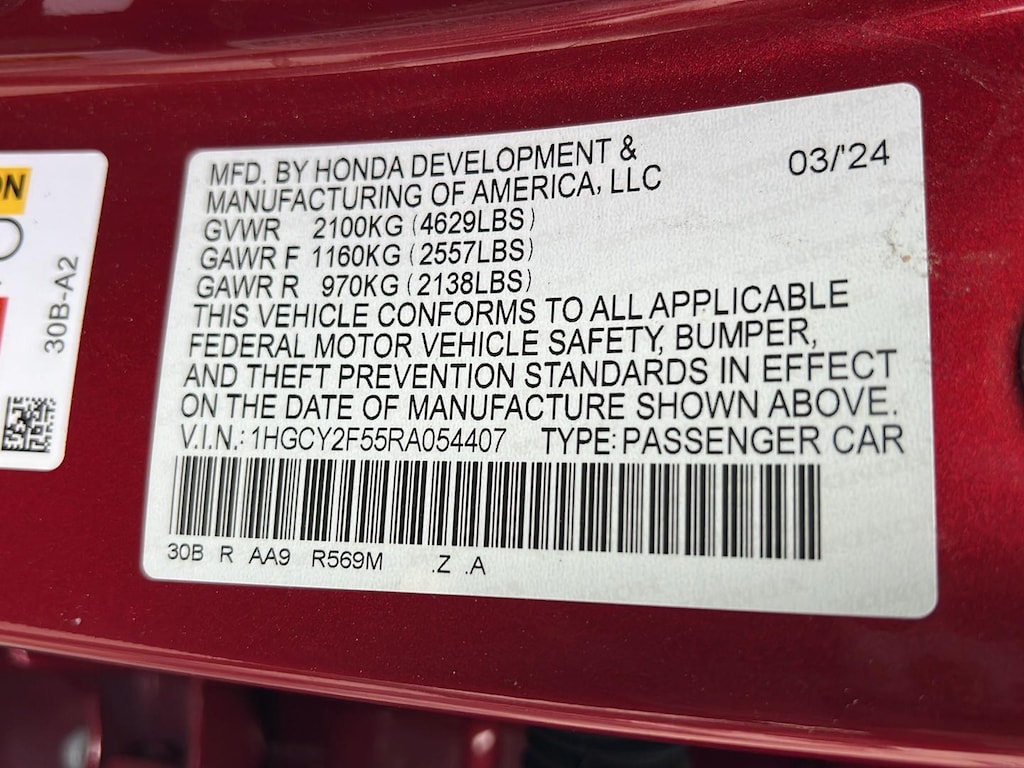 MFD. BY HONDA DEVELOPMENT &
MANUFACTURING OF AMERICA, LLC
03/'24
GVWR 2100KG (4629LBS)
GAWR F 1160KG (2557LBS)
GAWR R 970KG (2138LBS)
THIS VEHICLE CONFORMS TO ALL APPLICABLE
FEDERAL MOTOR VEHICLE SAFETY, BUMPER,
AND THEFT PREVENTION STANDARDS IN EFFECT
ON THE DATE OF MANUFACTURE SHOWN ABOVE.
V.I.N.: 1HGCY2F55RA054407 TYPE: PASSENGER CAR
30B R AA9 R569M .Z .A
30B-A2